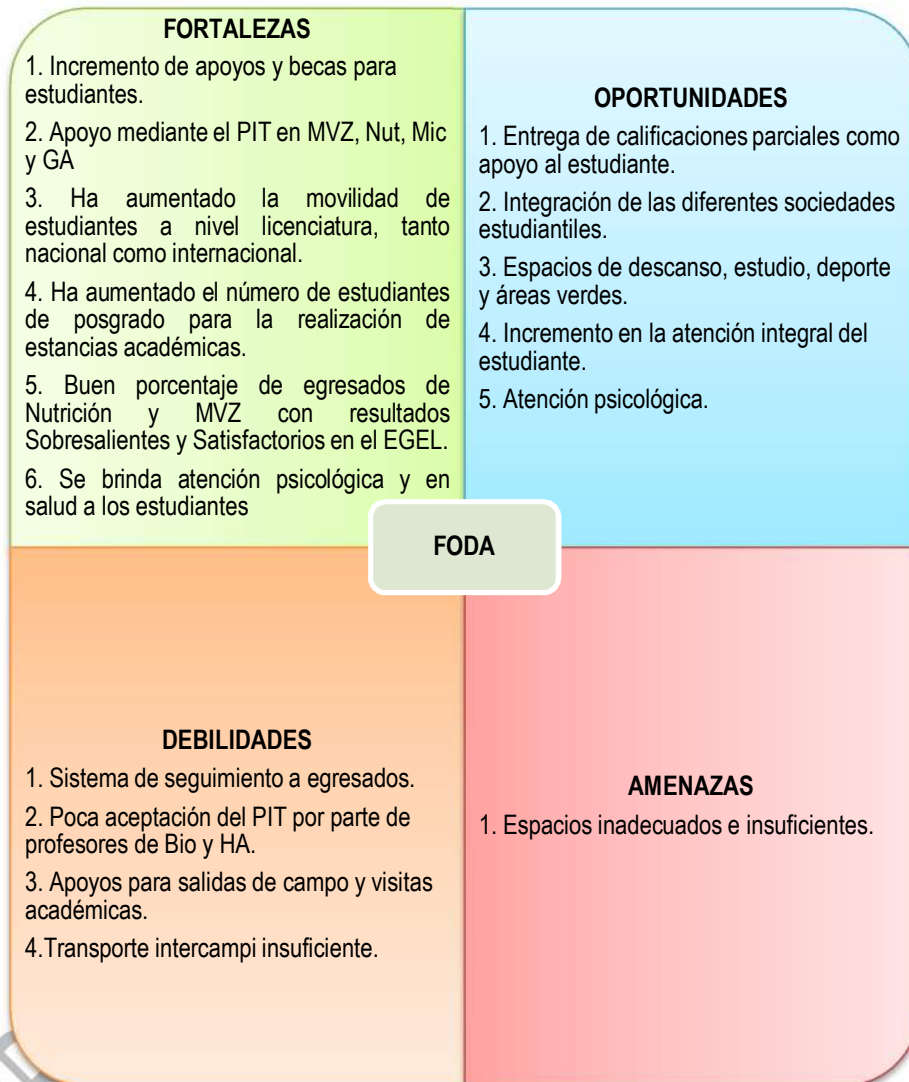 FORTALEZAS
1. Incremento de apoyos y becas para
estudiantes.
2. Apoyo mediante el PIT en MVZ, Nut, Mic
y GA
3. Ha aumentado la movilidad de
estudiantes a nivel licenciatura, tanto
nacional como internacional.
4. Ha aumentado el número de estudiantes
de posgrado para la realización de
estancias académicas.
5. Buen porcentaje de egresados de
Nutrición y MVZ con resultados
Sobresalientes y Satisfactorios en el EGEL.
6. Se brinda atención psicológica y en
salud a los estudiantes
OPORTUNIDADES
1. Entrega de calificaciones parciales como
apoyo al estudiante.
2. Integración de las diferentes sociedades
estudiantiles.
3. Espacios de descanso, estudio, deporte
y áreas verdes.
4. Incremento en la atención integral del
estudiante.
5. Atención psicológica.
FODA
DEBILIDADES
1. Sistema de seguimiento a egresados.
2. Poca aceptación del PIT por parte de
profesores de Bio y HA.
3. Apoyos para salidas de campo y visitas
académicas.
4.Transporte intercampi insuficiente.
AMENAZAS
1. Espacios inadecuados e insuficientes.